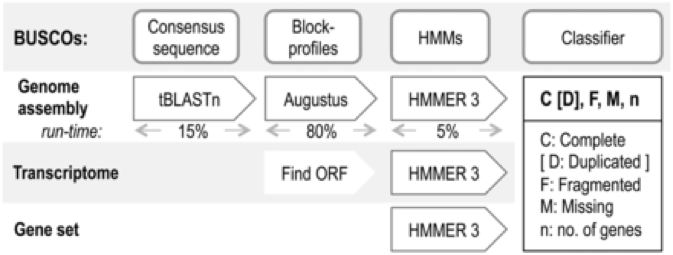 BUSCOs:
Consensus sequence
Block-profiles
HMMs
Classifier
Genome assembly
tBLASTn
Augustus
HMMER 3
C [D], F, M, n
run-time:
15%
80%
5%
C: Complete
[ D: Duplicated ]
F: Fragmented
M: Missing
n: no. of genes
Transcriptome
Find ORF
HMMER 3
Gene set
HMMER 3